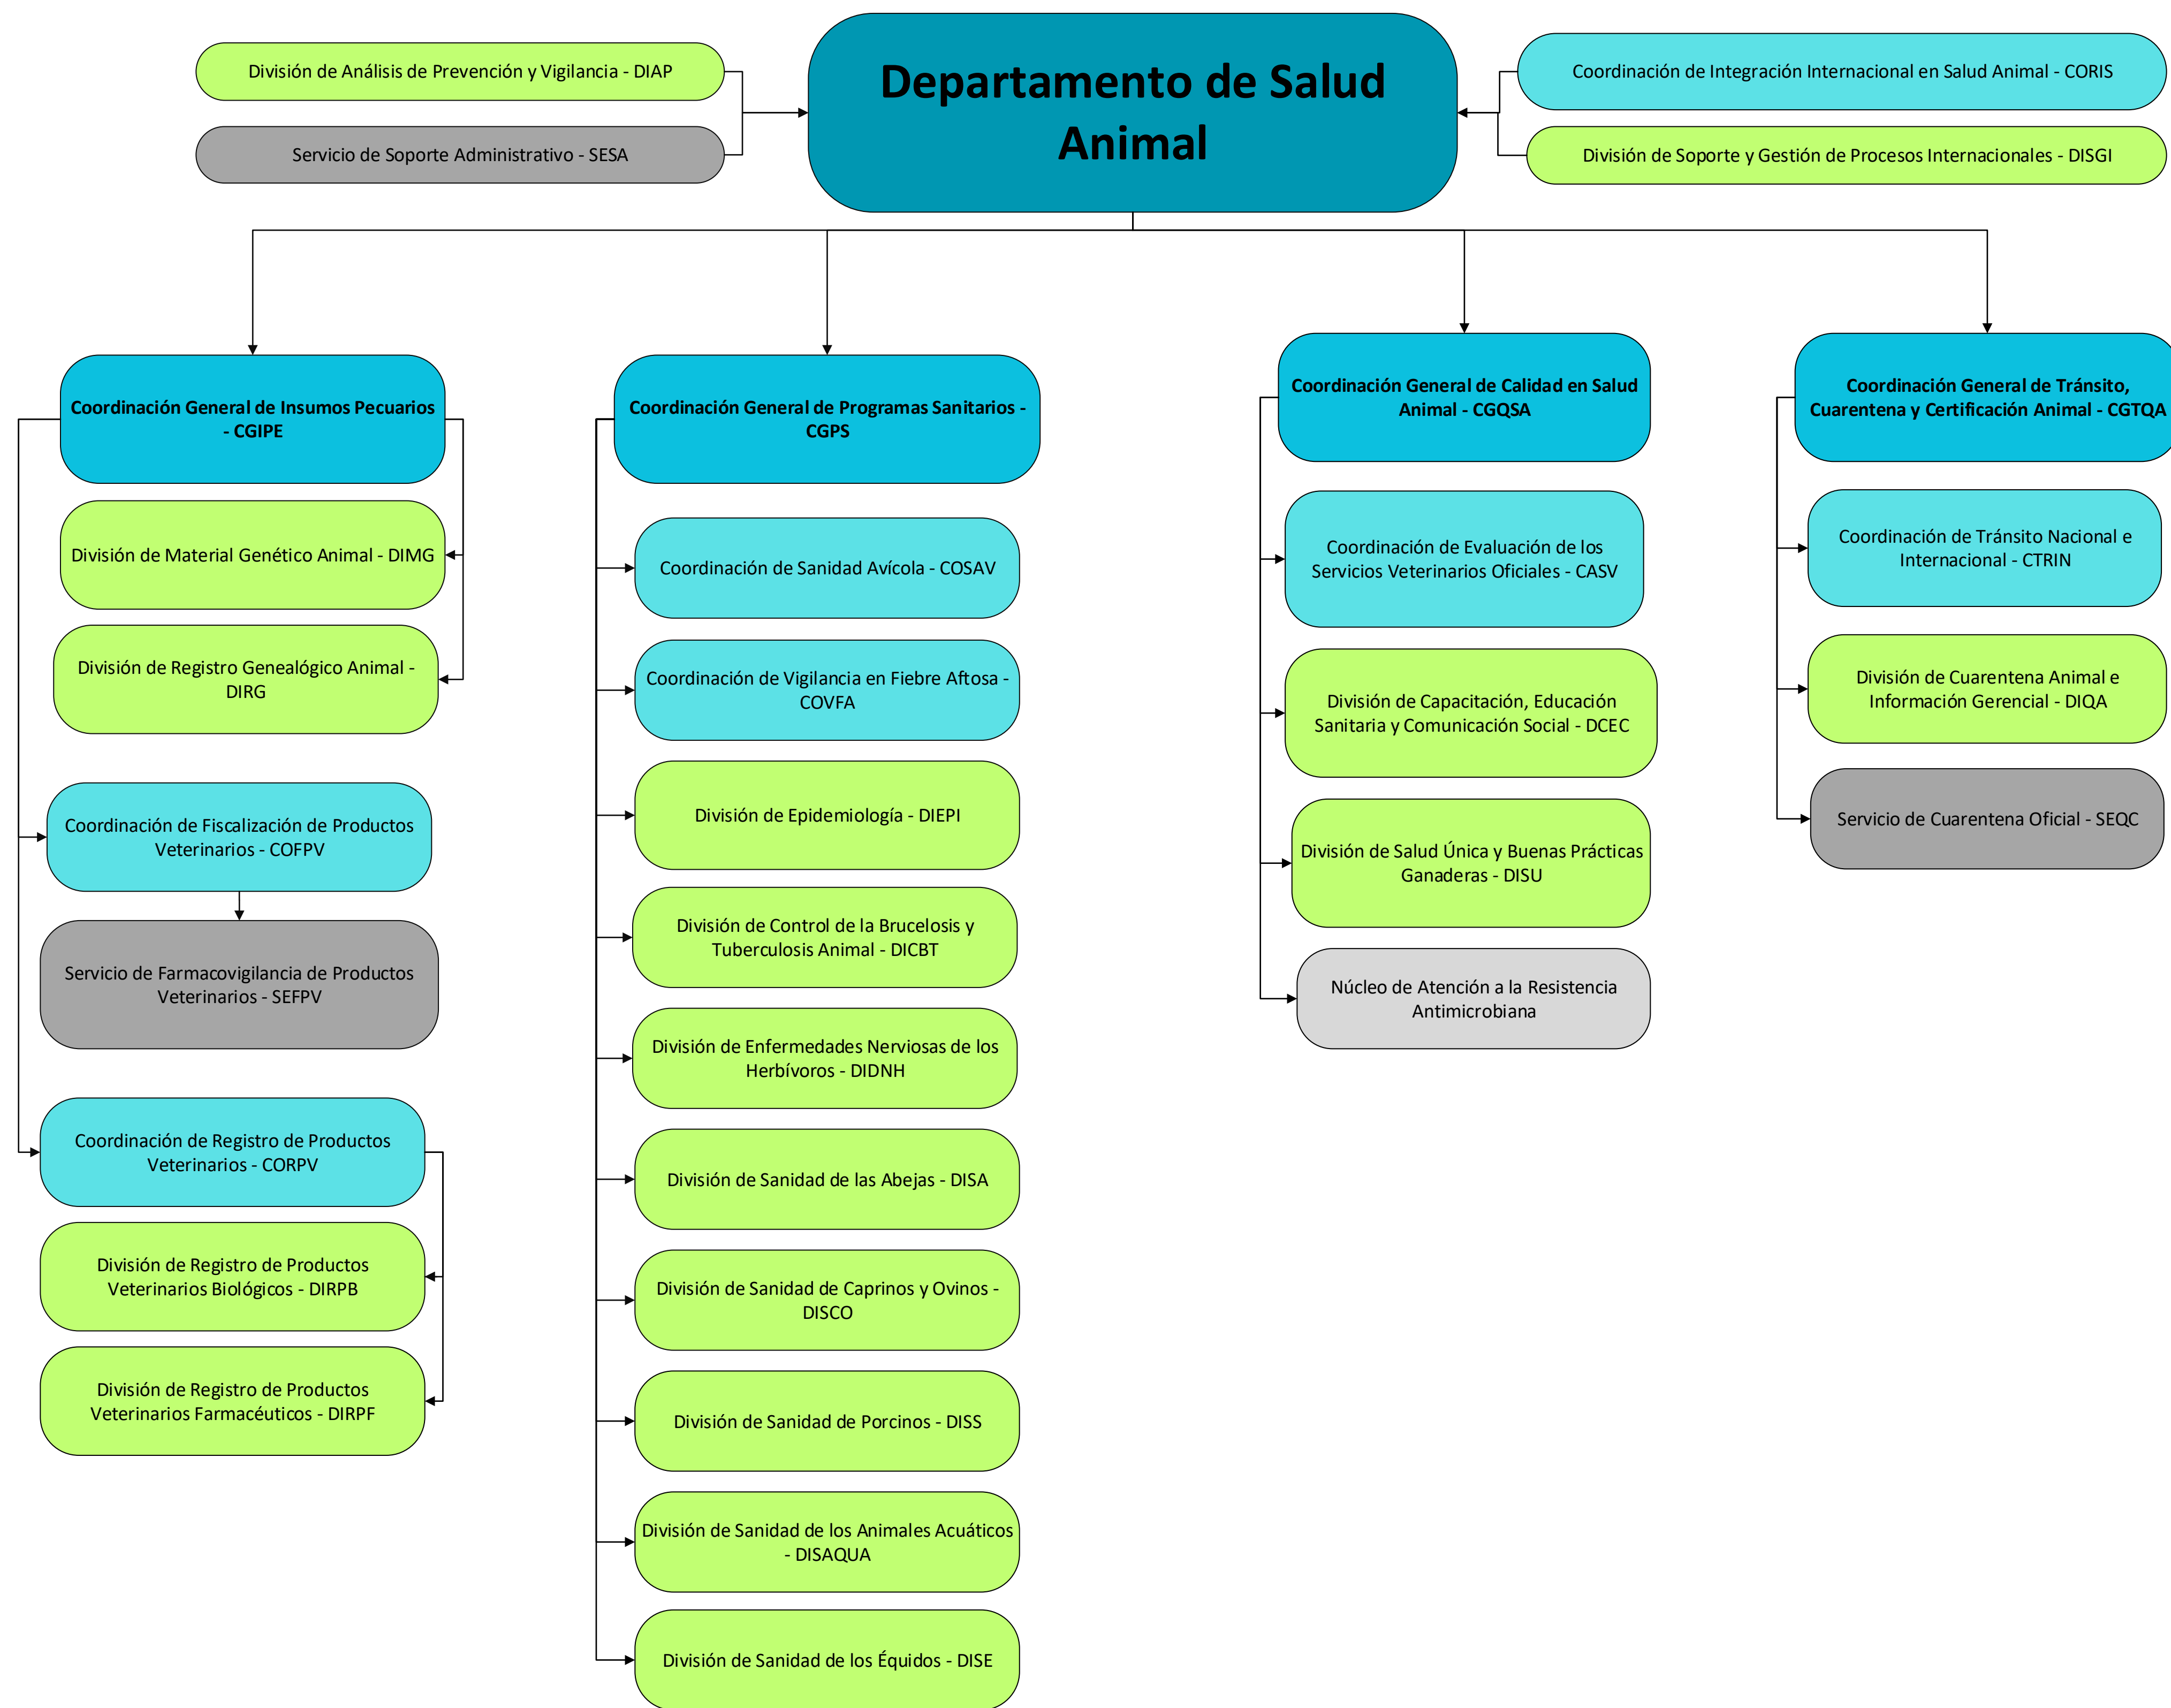 División de Análisis de Prevención y Vigilancia - DIAP
Servicio de Soporte Administrativo - SESA
Departamento de Salud
Animal
Coordinación de Integración Internacional en Salud Animal - CORIS
División de Soporte y Gestión de Procesos Internacionales - DISGI
Coordinación General de Insumos Pecuarios
- CGIPE
División de Material Genético Animal - DIMG
División de Registro Genealógico Animal -
DIRG
Coordinación de Fiscalización de Productos
Veterinarios - COFPV
Servicio de Farmacovigilancia de Productos
Veterinarios - SEFPV
Coordinación de Registro de Productos
Veterinarios - CORPV
División de Registro de Productos
Veterinarios Biológicos - DIRPB
División de Registro de Productos
Veterinarios Farmacéuticos - DIRPF
Coordinación General de Programas Sanitarios -
CGPS
Coordinación de Sanidad Avícola - COSAV
Coordinación de Vigilancia en Fiebre Aftosa -
COVFA
División de Epidemiología - DIEPI
División de Control de la Brucelosis y
Tuberculosis Animal - DICBT
División de Enfermedades Nerviosas de los
Herbívoros - DIDNH
División de Sanidad de las Abejas - DISA
División de Sanidad de Caprinos y Ovinos -
DISCO
División de Sanidad de Porcinos - DISS
División de Sanidad de los Animales Acuáticos
- DISAQUA
División de Sanidad de los Équidos - DISE
Coordinación General de Calidad en Salud
Animal - CGQSA
Coordinación de Evaluación de los
Servicios Veterinarios Oficiales - CASV
División de Capacitación, Educación
Sanitaria y Comunicación Social - DCEC
División de Salud Única y Buenas Prácticas
Ganaderas - DISU
Núcleo de Atención a la Resistencia
Antimicrobiana
Coordinación General de Tránsito,
Cuarentena y Certificación Animal - CGTQA
Coordinación de Tránsito Nacional e
Internacional - CTRIN
División de Cuarentena Animal e
Información Gerencial - DIQA
Servicio de Cuarentena Oficial - SEQC